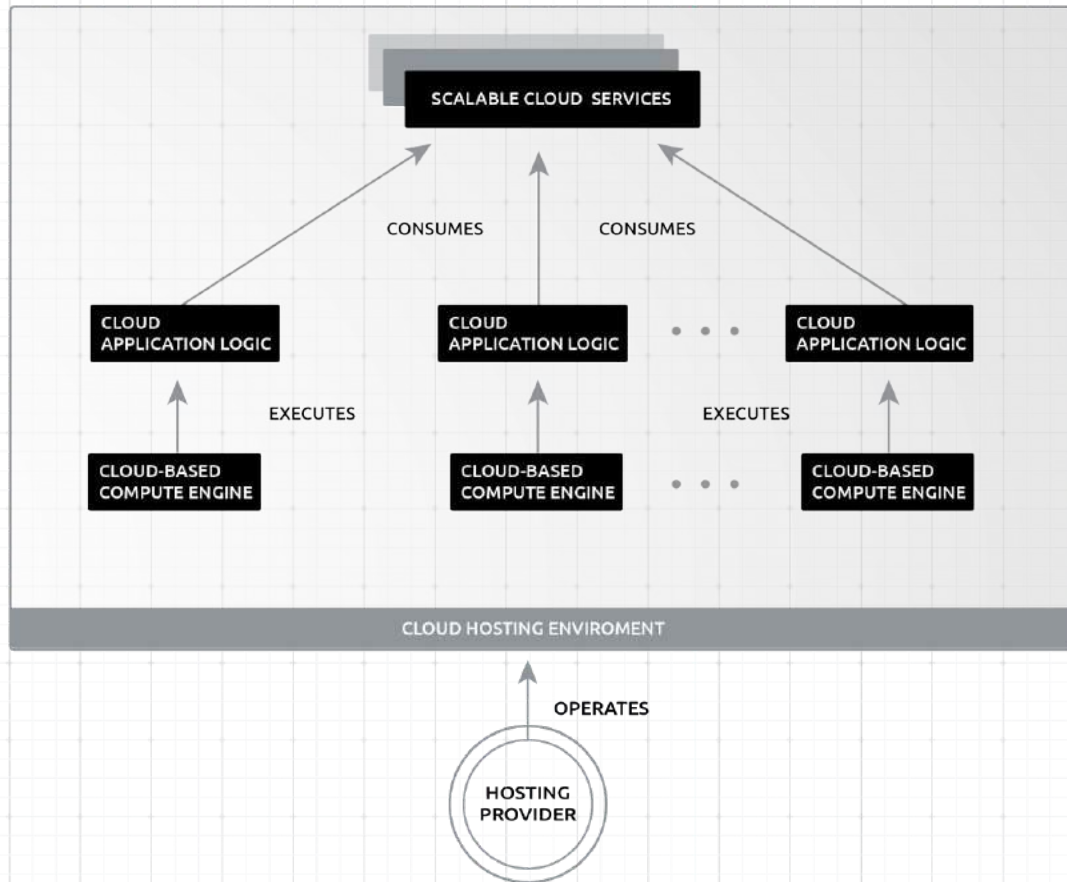 SCALABLE CLOUD SERVICES
CONSUMES
CONSUMES
CLOUD
APPLICATION LOGIC
CLOUD
APPLICATION LOGIC
CLOUD
APPLICATION LOGIC
EXECUTES
EXECUTES
CLOUD-BASED
COMPUTE ENGINE
CLOUD-BASED
COMPUTE ENGINE
CLOUD-BASED
COMPUTE ENGINE
CLOUD HOSTING ENVIROMENT
OPERATES
HOSTING
PROVIDER